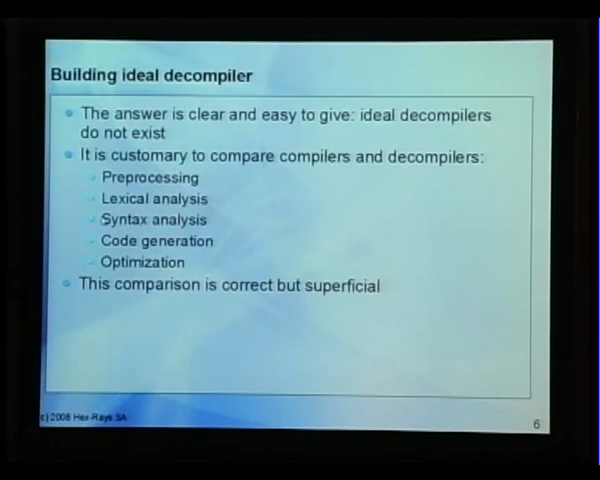 Building ideal decompiler
The answer is clear and easy to give: ideal decompilers
do not exist
It is customary to compare compilers and decompilers:
Preprocessing
Lexical analysis
Syntax analysis
Code generation
Optimization
This comparison is correct but superficial
c) 2008 Hex-Rays SA
6